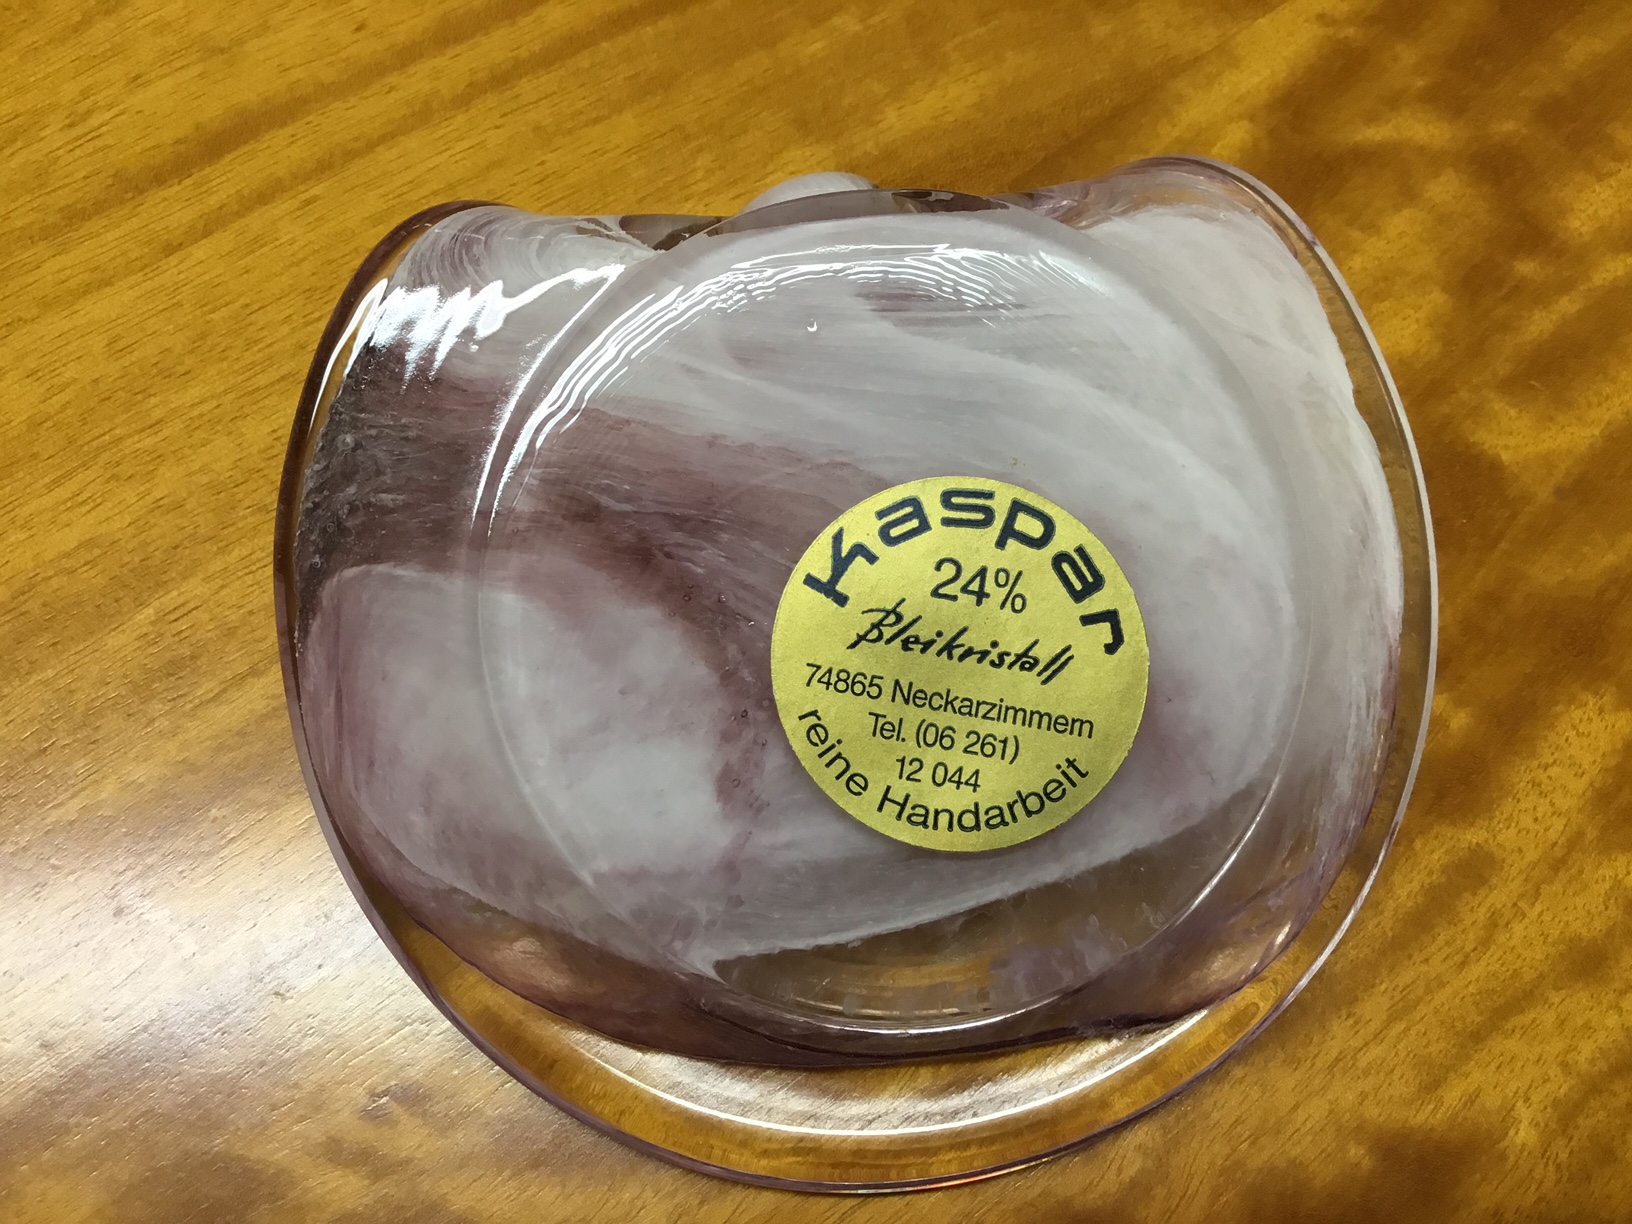 Kaspar
24%
Bleikristall
74865 Neckarzimmern
Tel. (06 261)
12 044
reine Handarbeit